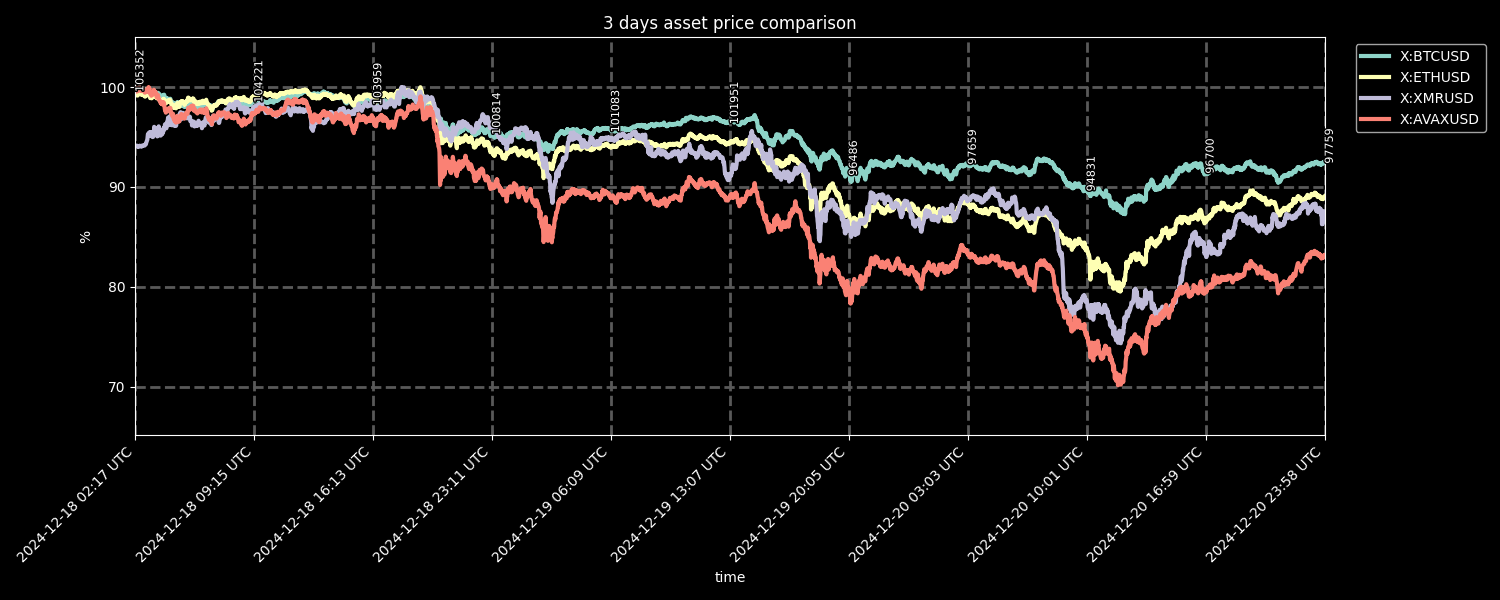 3 days asset price comparison
X:BTCUSD
X:ETHUSD
X:XMRUSD
X:AVAXUSD
105352
104221
103959
100814
101083
101951
96486
97659
94831
96700
97759
100
90
80
70
%
2024-12-18 02:17 UTC
2024-12-18 09:15 UTC
2024-12-18 16:13 UTC
2024-12-18 23:11 UTC
2024-12-19 06:09 UTC
2024-12-19 13:07 UTC
2024-12-19 20:05 UTC
2024-12-20 03:03 UTC
2024-12-20 10:01 UTC
2024-12-20 16:59 UTC
2024-12-20 23:58 UTC
time